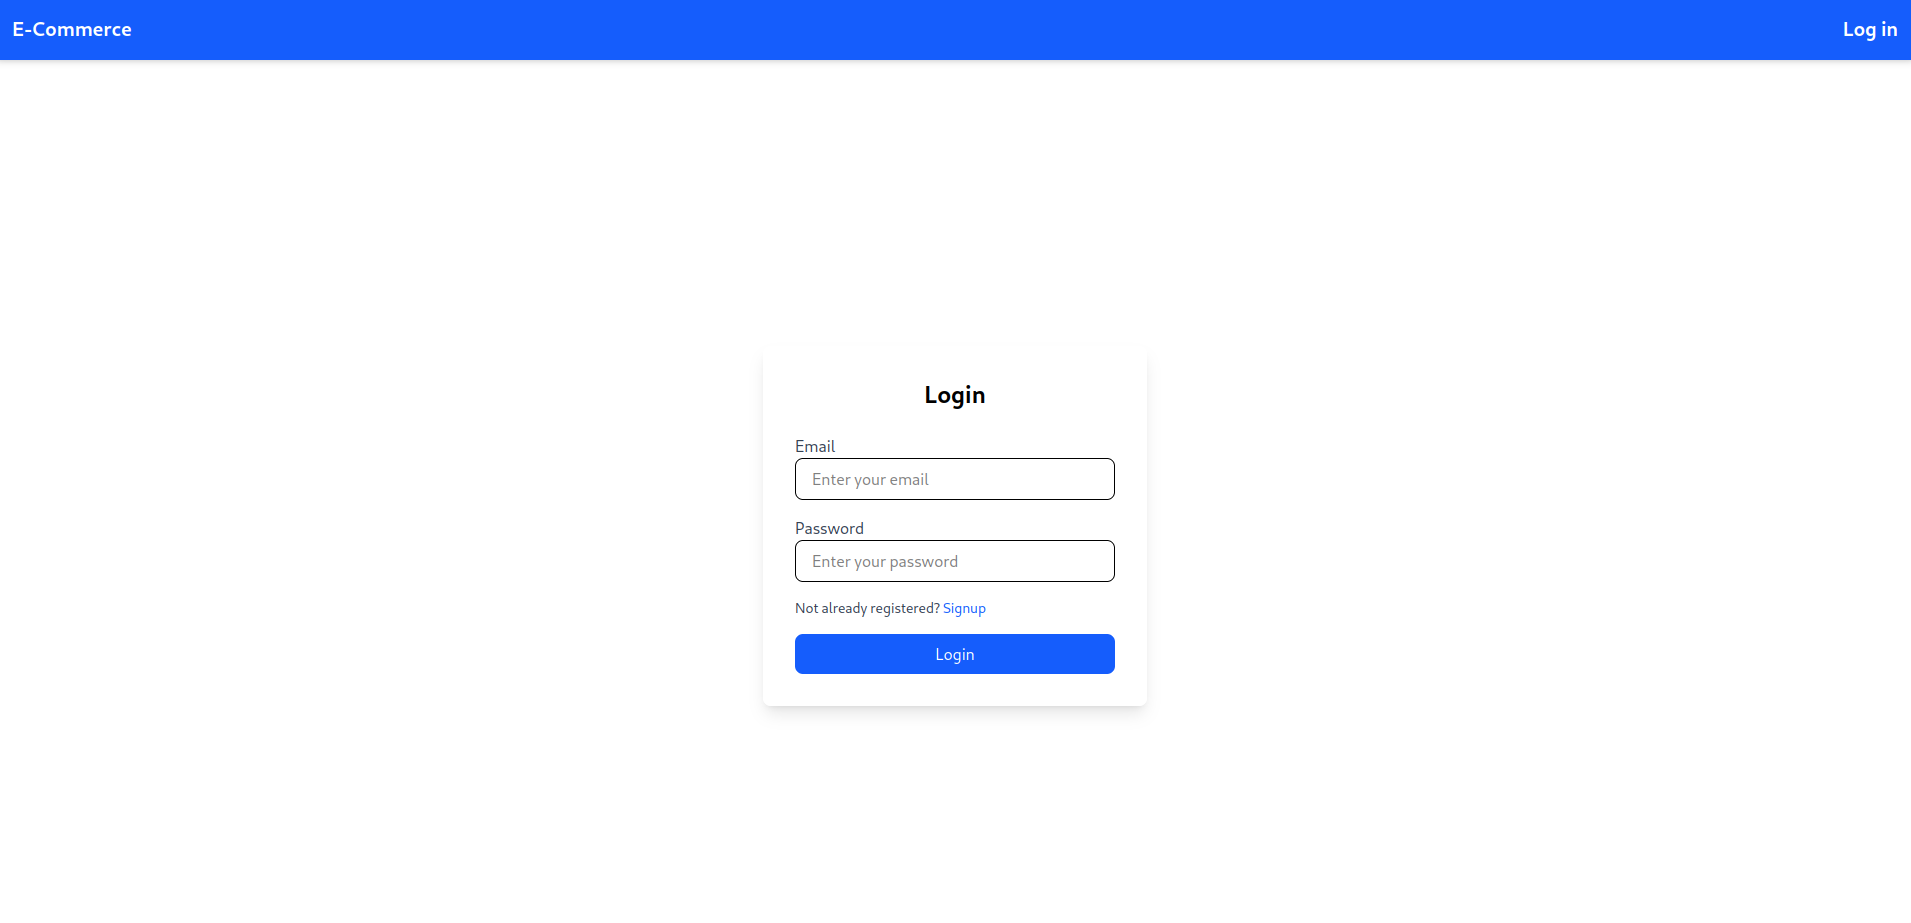 E-Commerce
Log in
Login
Email
Enter your email
Password
Enter your password
Not already registered? Signup
Login